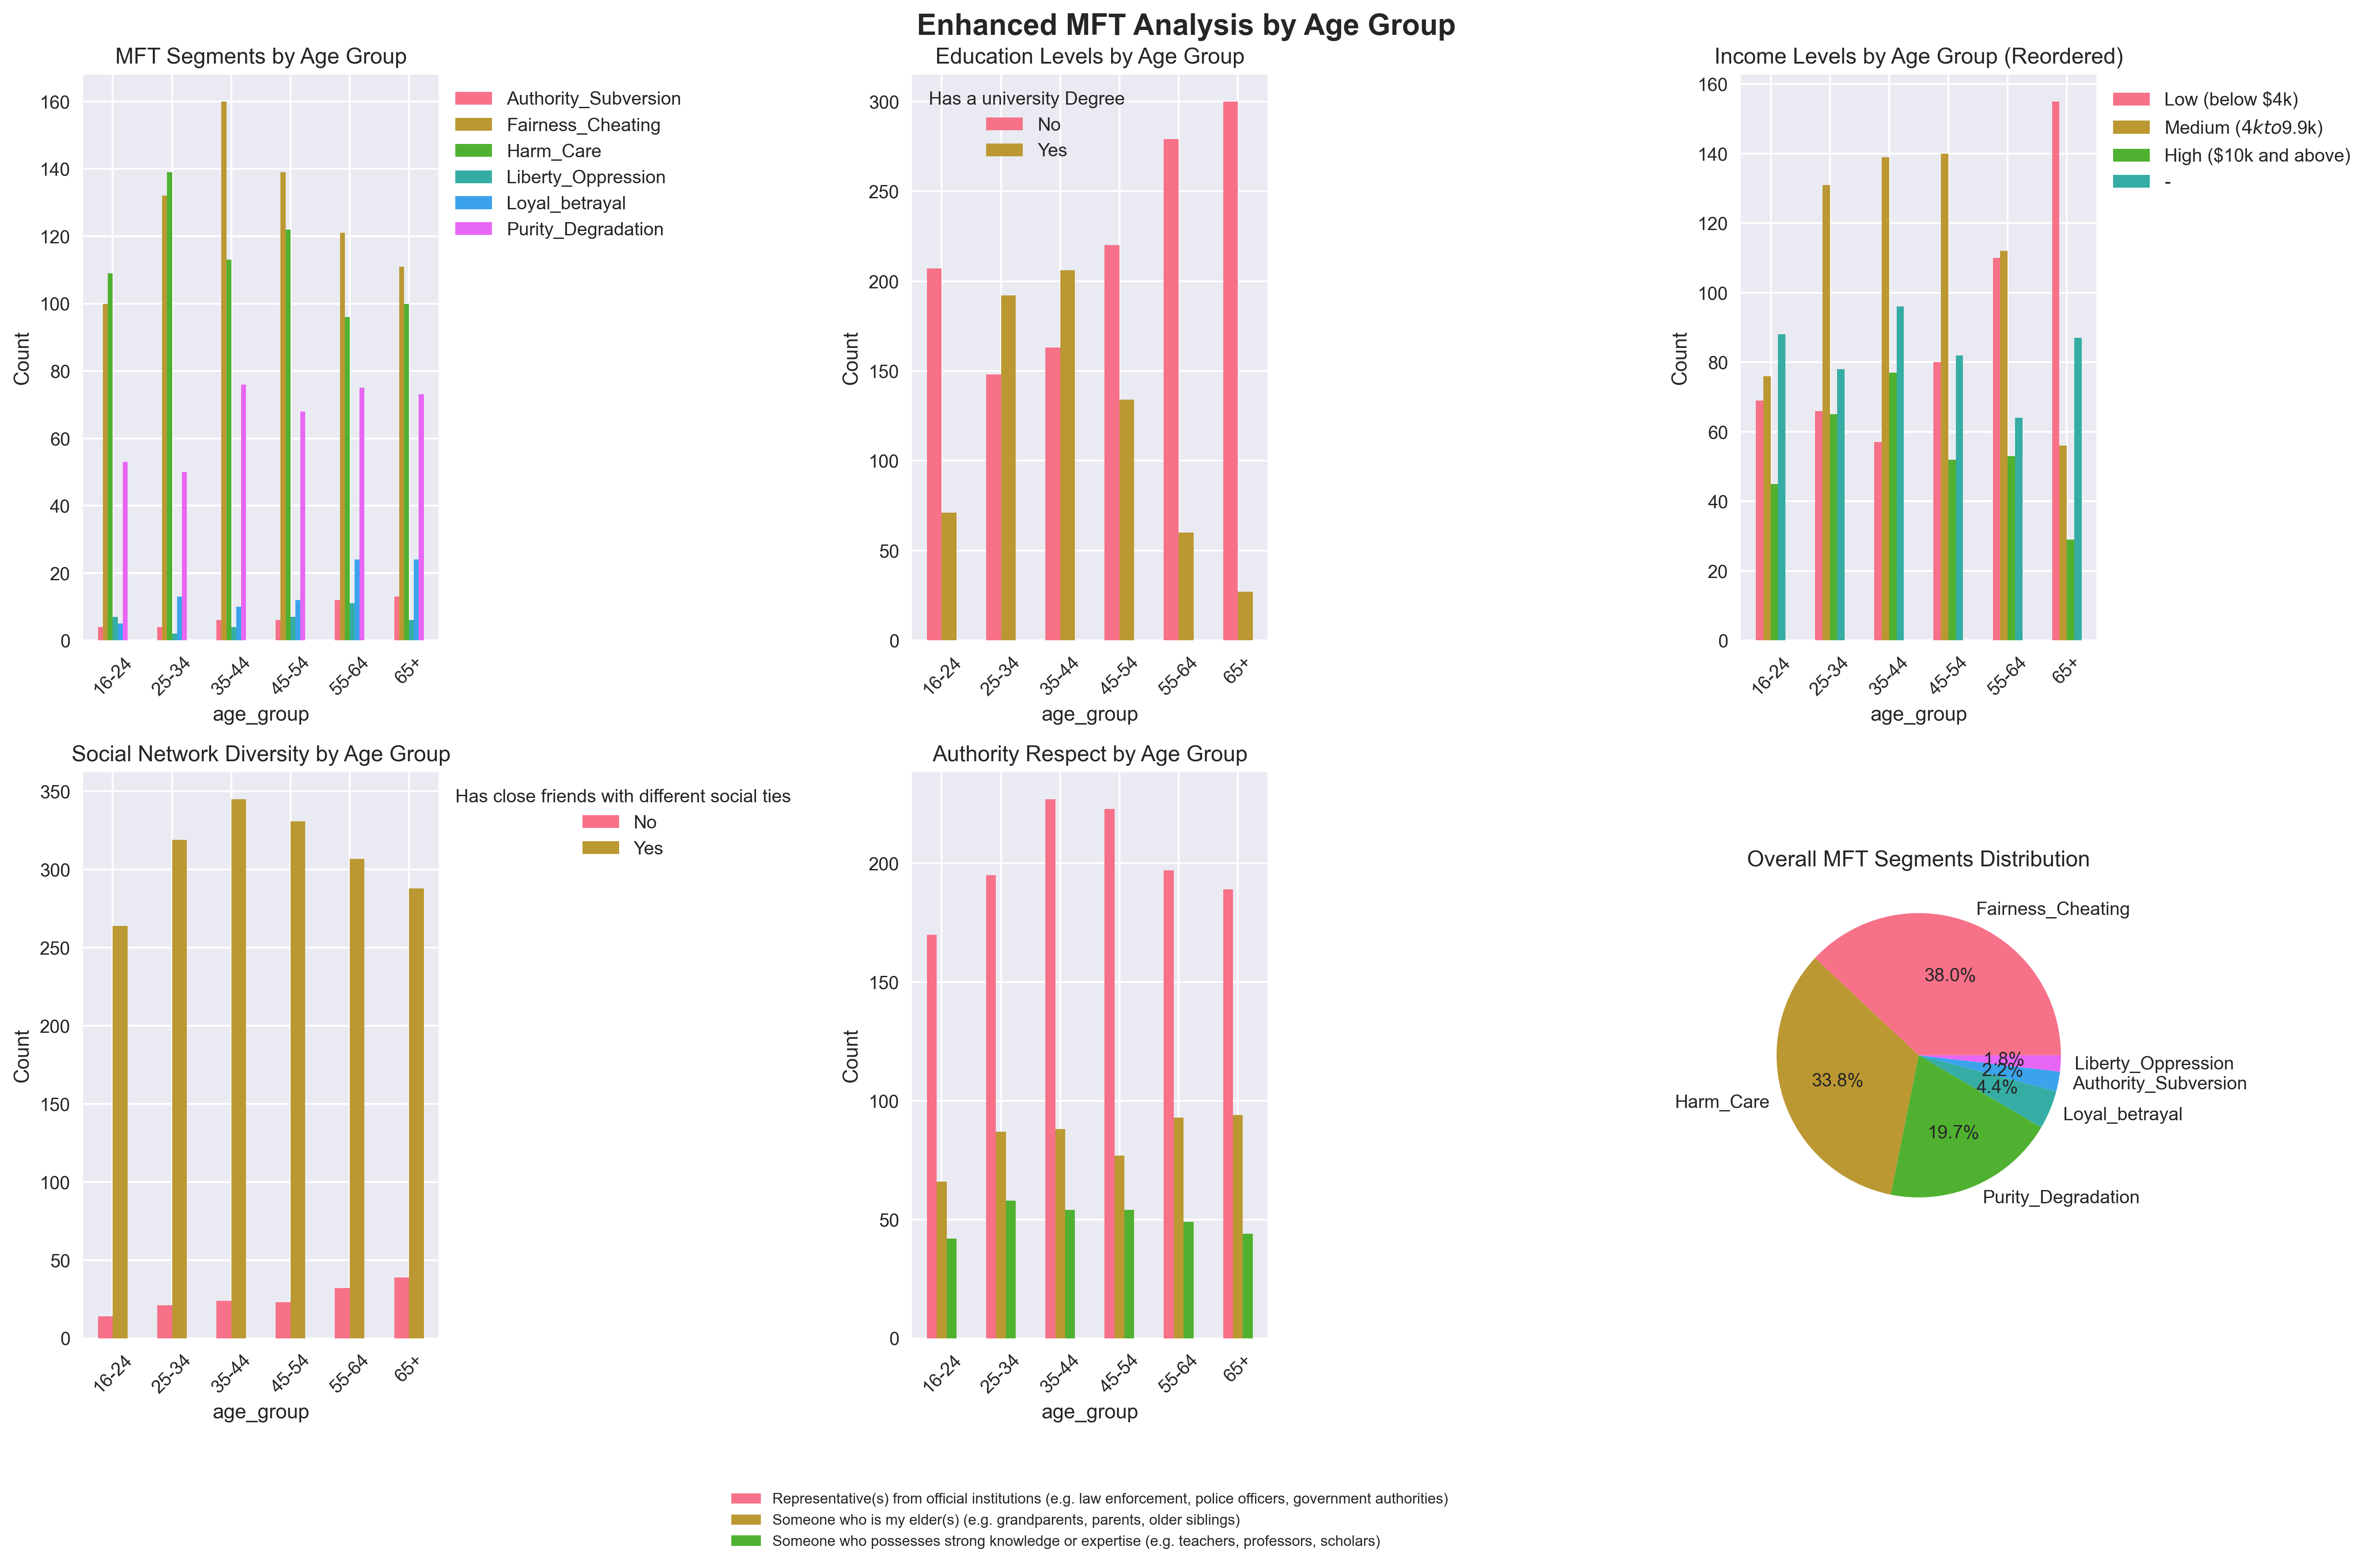 Enhanced MFT Analysis by Age Group
MFT Segments by Age Group
160
140
120
100
80
60
40
20
0
Count
16-24
25-34
35-44
45-54
55-64
65+
age_group
Authority_Subversion
Fairness_Cheating
Harm_Care
Liberty_Oppression
Loyal_betrayal
Purity_Degradation
Education Levels by Age Group
Has a university Degree
No
Yes
300
250
200
150
100
50
0
Count
16-24
25-34
35-44
45-54
55-64
65+
age_group
Income Levels by Age Group (Reordered)
160
140
120
100
80
60
40
20
0
Count
16-24
25-34
35-44
45-54
55-64
65+
age_group
Low (below $4k)
Medium (4kto9.9k)
High ($10k and above)
-
Social Network Diversity by Age Group
350
300
250
200
150
100
50
0
Count
16-24
25-34
35-44
45-54
55-64
65+
age_group
Has close friends with different social ties
No
Yes
Authority Respect by Age Group
200
150
100
50
0
Count
16-24
25-34
35-44
45-54
55-64
65+
age_group
Overall MFT Segments Distribution
Fairness_Cheating
38.0%
Harm_Care
33.8%
Purity_Degradation
19.7%
Loyal_betrayal
4.4%
Authority_Subversion
2.2%
Liberty_Oppression
1.8%
Representative(s) from official institutions (e.g. law enforcement, police officers, government authorities)
Someone who is my elder(s) (e.g. grandparents, parents, older siblings)
Someone who possesses strong knowledge or expertise (e.g. teachers, professors, scholars)